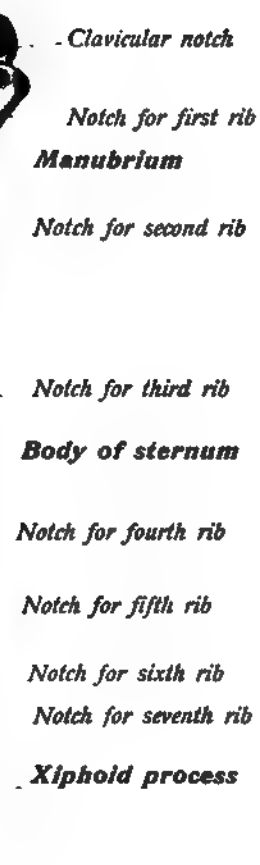 Clavicular notch
Notch for first rib
Manubrium
Notch for second rib
Notch for third rib
Body of sternum
Notch for fourth rib
Notch for fifth rib
Notch for sixth rib
Notch for seventh rib
Xiphoid process